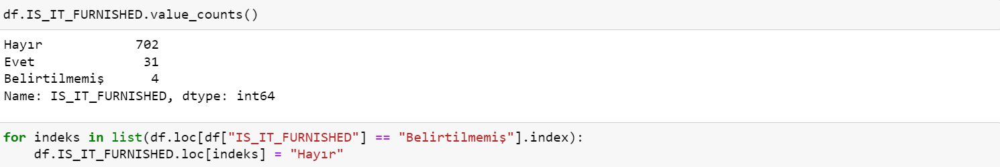 df.IS_IT_FURNISHED.value_counts()
Hayır            702
Evet              31
Belirtilmemiş      4
Name: IS_IT_FURNISHED, dtype: int64
for indeks in list(df.loc[df["IS_IT_FURNISHED"] == "Belirtilmemiş"].index):
    df.IS_IT_FURNISHED.loc[indeks] = "Hayır"